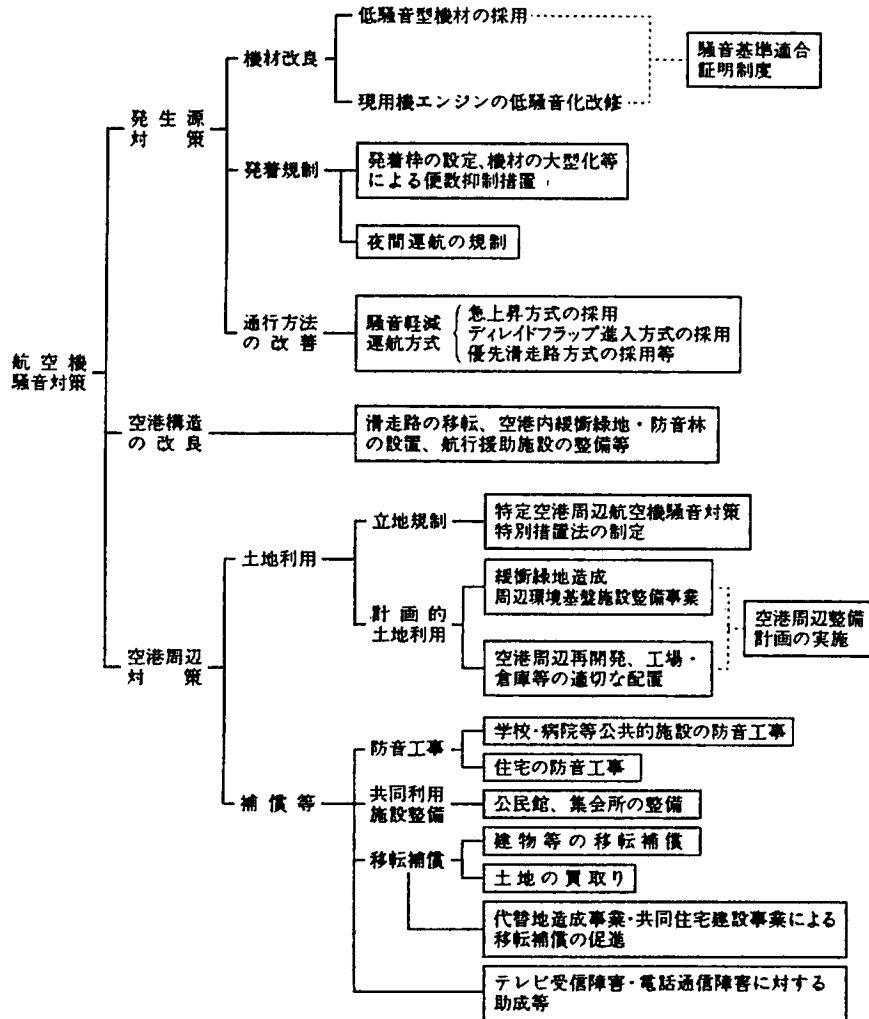 航空機
騒音対策
発生源
対策
機材改良
低騒音型機材の採用
現用機エンジンの低騒音化改修
騒音基準適合
証明制度
発着規制
発着枠の設定、機材の大型化等
による便数抑制措置
夜間運航の規制
通行方法
の改善
騒音軽減
運航方式
急上昇方式の採用
ディレイドフラップ進入方式の採用
優先滑走路方式の採用等
空港構造
の改良
滑走路の移転、空港内緩衝緑地・防音林
の設置、航行援助施設の整備等
空港周辺
対策
土地利用
立地規制
特定空港周辺航空機騒音対策
特別措置法の制定
計画的
土地利用
緩衝緑地造成
周辺環境基盤施設整備事業
空港周辺再開発、工場・
倉庫等の適切な配置
空港周辺整備
計画の実施
補償等
防音工事
学校・病院等公共的施設の防音工事
住宅の防音工事
共同利用
施設整備
公民館、集会所の整備
移転補償
建物等の移転補償
土地の買取り
代替地造成事業・共同住宅建設事業による
移転補償の促進
テレビ受信障害・電話通信障害に対する
助成等